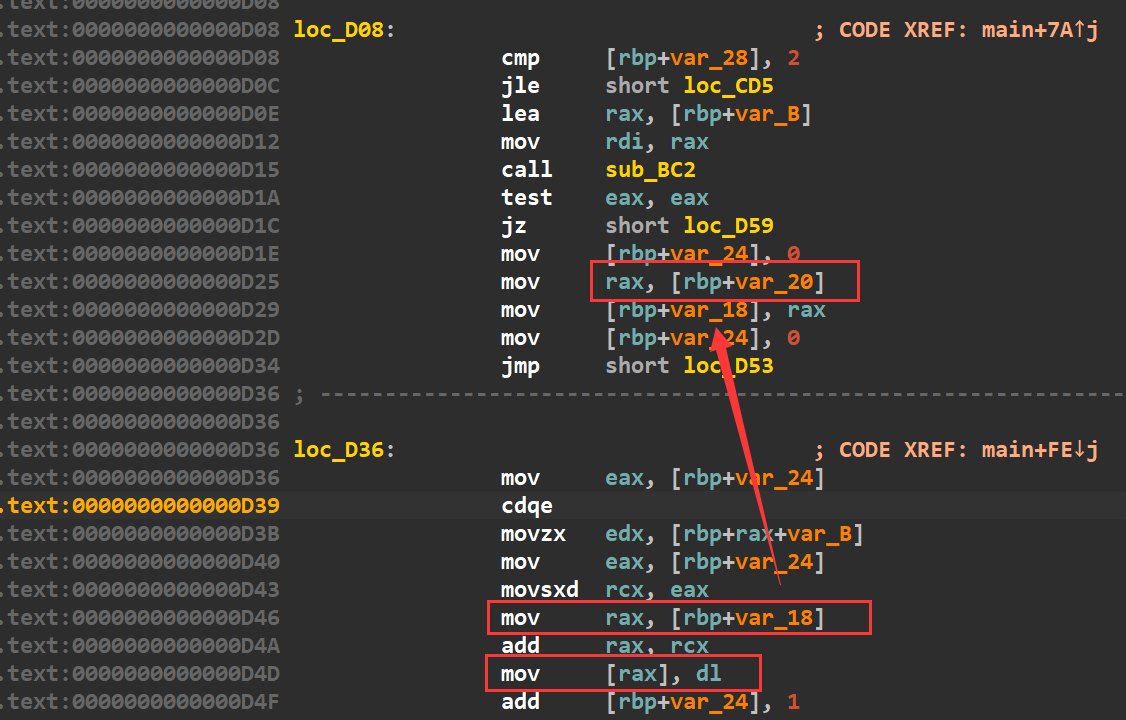 .text:0000000000000D08
.text:0000000000000D08 loc_D08: ; CODE XREF: main+7A↑j
.text:0000000000000D08 cmp [rbp+var_28], 2
.text:0000000000000D0C jle short loc_CD5
.text:0000000000000D0E lea rax, [rbp+var_B]
.text:0000000000000D12 mov rdi, rax
.text:0000000000000D15 call sub_BC2
.text:0000000000000D1A test eax, eax
.text:0000000000000D1C jz short loc_D59
.text:0000000000000D1E mov [rbp+var_24], 0
.text:0000000000000D25 mov rax, [rbp+var_20]
.text:0000000000000D29 mov [rbp+var_18], rax
.text:0000000000000D2D mov [rbp+var_24], 0
.text:0000000000000D34 jmp short loc_D53
.text:0000000000000D36 ; ---------------------------------------------------------------
.text:0000000000000D36
.text:0000000000000D36 loc_D36: ; CODE XREF: main+FE↓j
.text:0000000000000D36 mov eax, [rbp+var_24]
.text:0000000000000D39 cdqe
.text:0000000000000D3B movzx edx, [rbp+rax+var_B]
.text:0000000000000D40 mov eax, [rbp+var_24]
.text:0000000000000D43 movsxd rcx, eax
.text:0000000000000D46 mov rax, [rbp+var_18]
.text:0000000000000D4A add rax, rcx
.text:0000000000000D4D mov [rax], dl
.text:0000000000000D4F add [rbp+var_24], 1